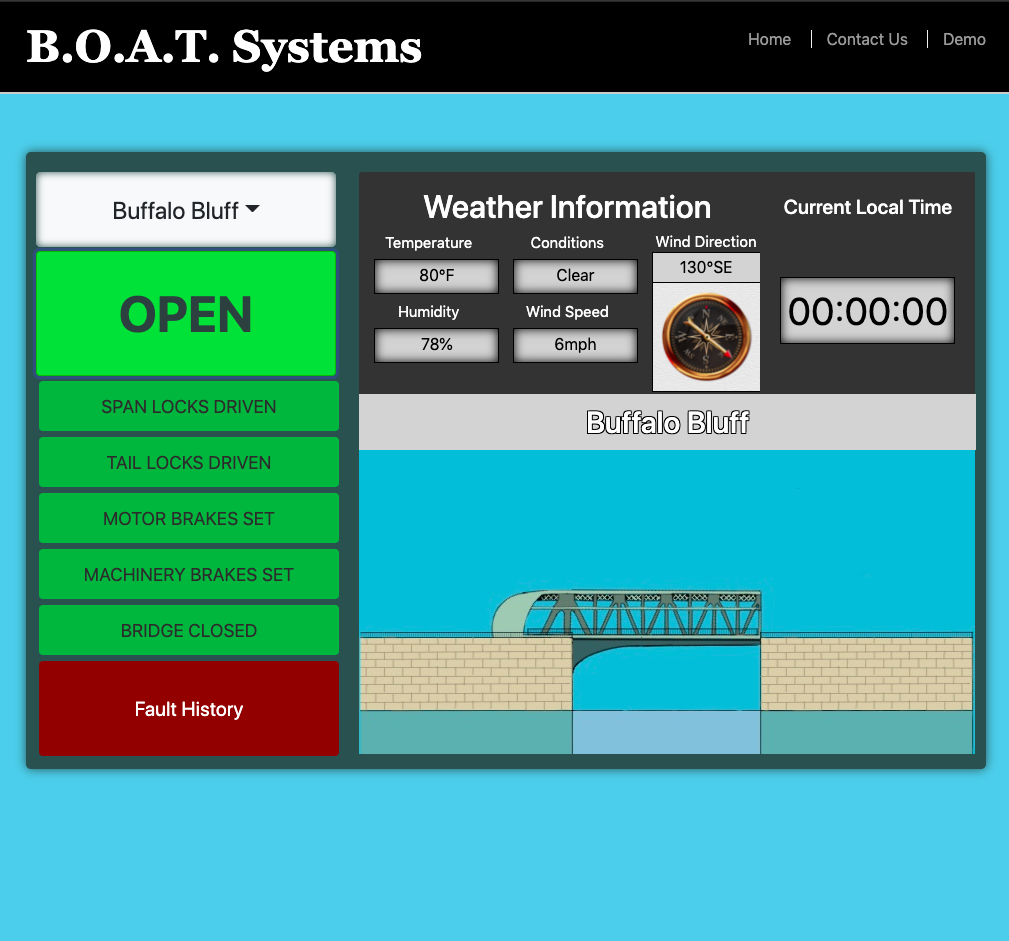 B.O.A.T. Systems
Home
Contact Us
Demo
Buffalo Bluff
OPEN
SPAN LOCKS DRIVEN
TAIL LOCKS DRIVEN
MOTOR BRAKES SET
MACHINERY BRAKES SET
BRIDGE CLOSED
Fault History
Weather Information
Temperature
80°F
Conditions
Clear
Humidity
78%
Wind Speed
6mph
Wind Direction
130°SE
N
NE
E
S
W
Current Local Time
00:00:00
Buffalo Bluff